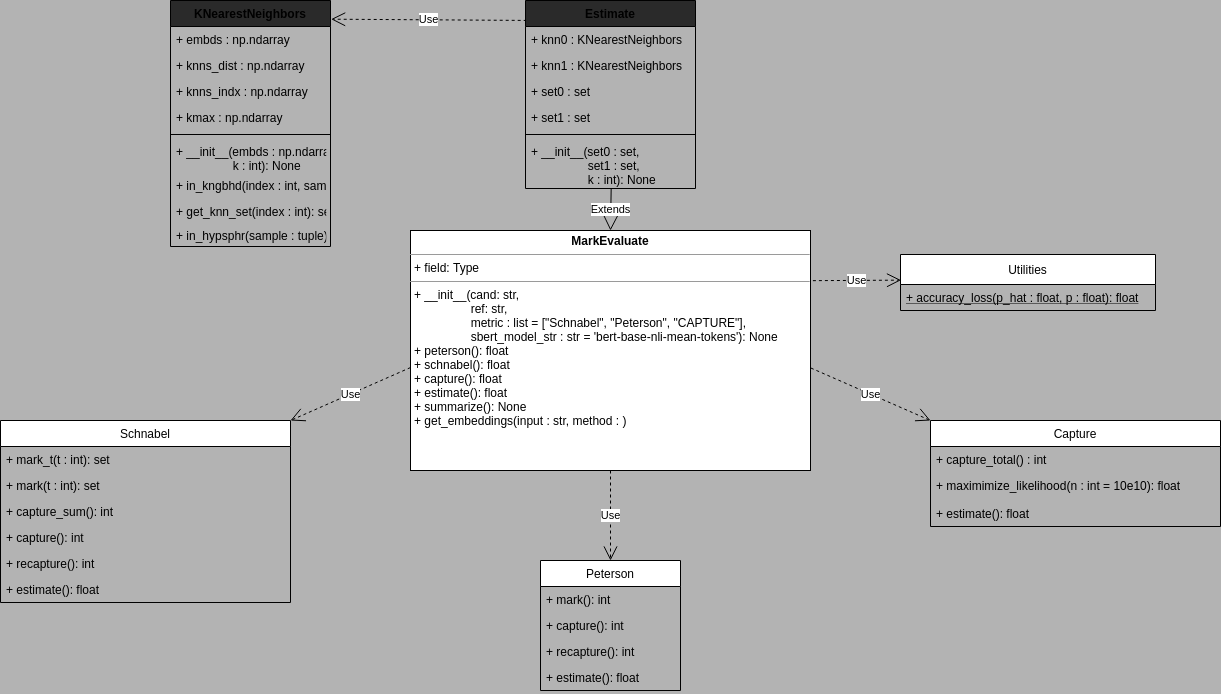 KNearestNeighbors
+ embds : np.ndarray
+ knns_dist : np.ndarray
+ knns_indx : np.ndarray
+ kmax : np.ndarray
+ __init__(embds : np.ndarra
k : int): None
+ in_kngbhd(index : int, sam
+ get_knn_set(index : int): se
+ in_hypsphr(sample : tuple)
Use
Estimate
+ knn0 : KNearestNeighbors
+ knn1 : KNearestNeighbors
+ set0 : set
+ set1 : set
+ __init__(set0 : set,
set1 : set,
k : int): None
Extends
MarkEvaluate
+ field: Type
+ __init__(cand: str,
ref: str,
metric : list = ["Schnabel", "Peterson", "CAPTURE"],
sbert_model_str : str = 'bert-base-nli-mean-tokens'): None
+ peterson(): float
+ schnabel(): float
+ capture(): float
+ estimate(): float
+ summarize(): None
+ get_embeddings(input : str, method : )
Use
Utilities
+ accuracy_loss(p_hat : float, p : float): float
Use
Schnabel
+ mark_t(t : int): set
+ mark(t : int): set
+ capture_sum(): int
+ capture(): int
+ recapture(): int
+ estimate(): float
Use
Peterson
+ mark(): int
+ capture(): int
+ recapture(): int
+ estimate(): float
Use
Capture
+ capture_total() : int
+ maximimize_likelihood(n : int = 10e10): float
+ estimate(): float